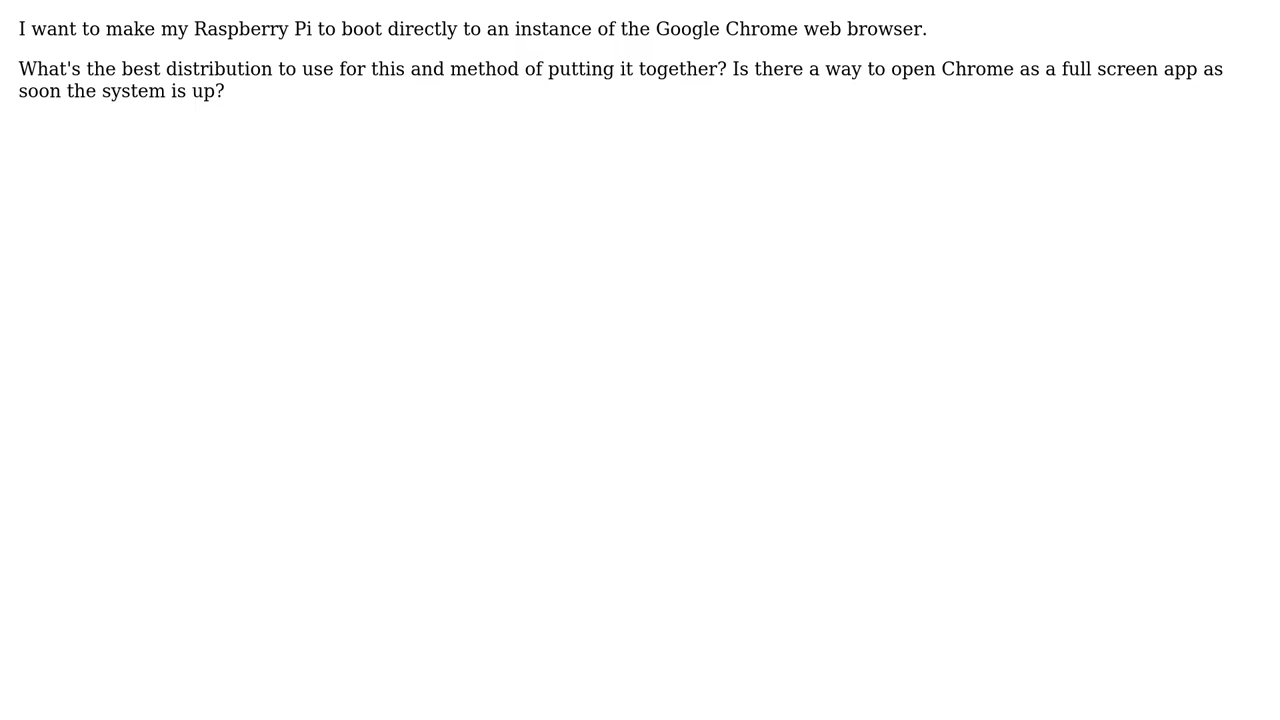 I want to make my Raspberry Pi to boot directly to an instance of the Google Chrome web browser.
What's the best distribution to use for this and method of putting it together? Is there a way to open Chrome as a full screen app as
soon the system is up?